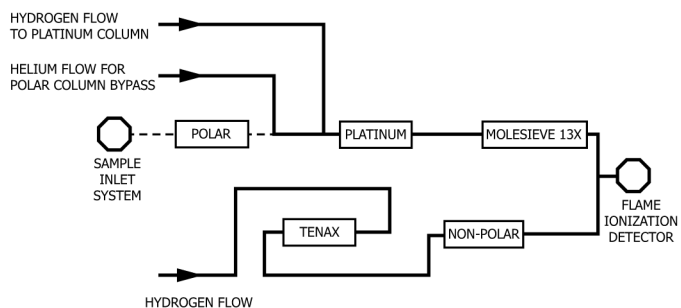 HYDROGEN FLOW
TO PLATINUM COLUMN
HELIUM FLOW FOR
POLAR COLUMN BYPASS
POLAR
PLATINUM
MOLESIEVE 13X
SAMPLE
INLET
SYSTEM
FLAME
IONIZATION
DETECTOR
TENAX
NON-POLAR
HYDROGEN FLOW